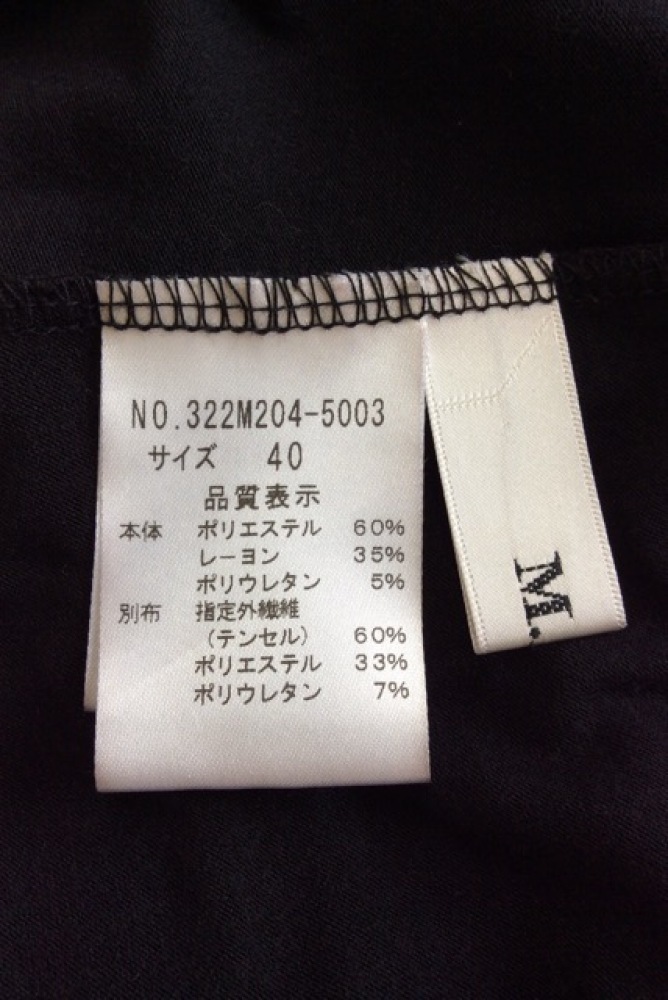 NO.322M204-5003
サイズ 40
品質表示
本体 ポリエステル 60%
レーヨン 35%
ポリウレタン 5%
別布 指定外繊維
(テンセル) 60%
ポリエステル 33%
ポリウレタン 7%
M.